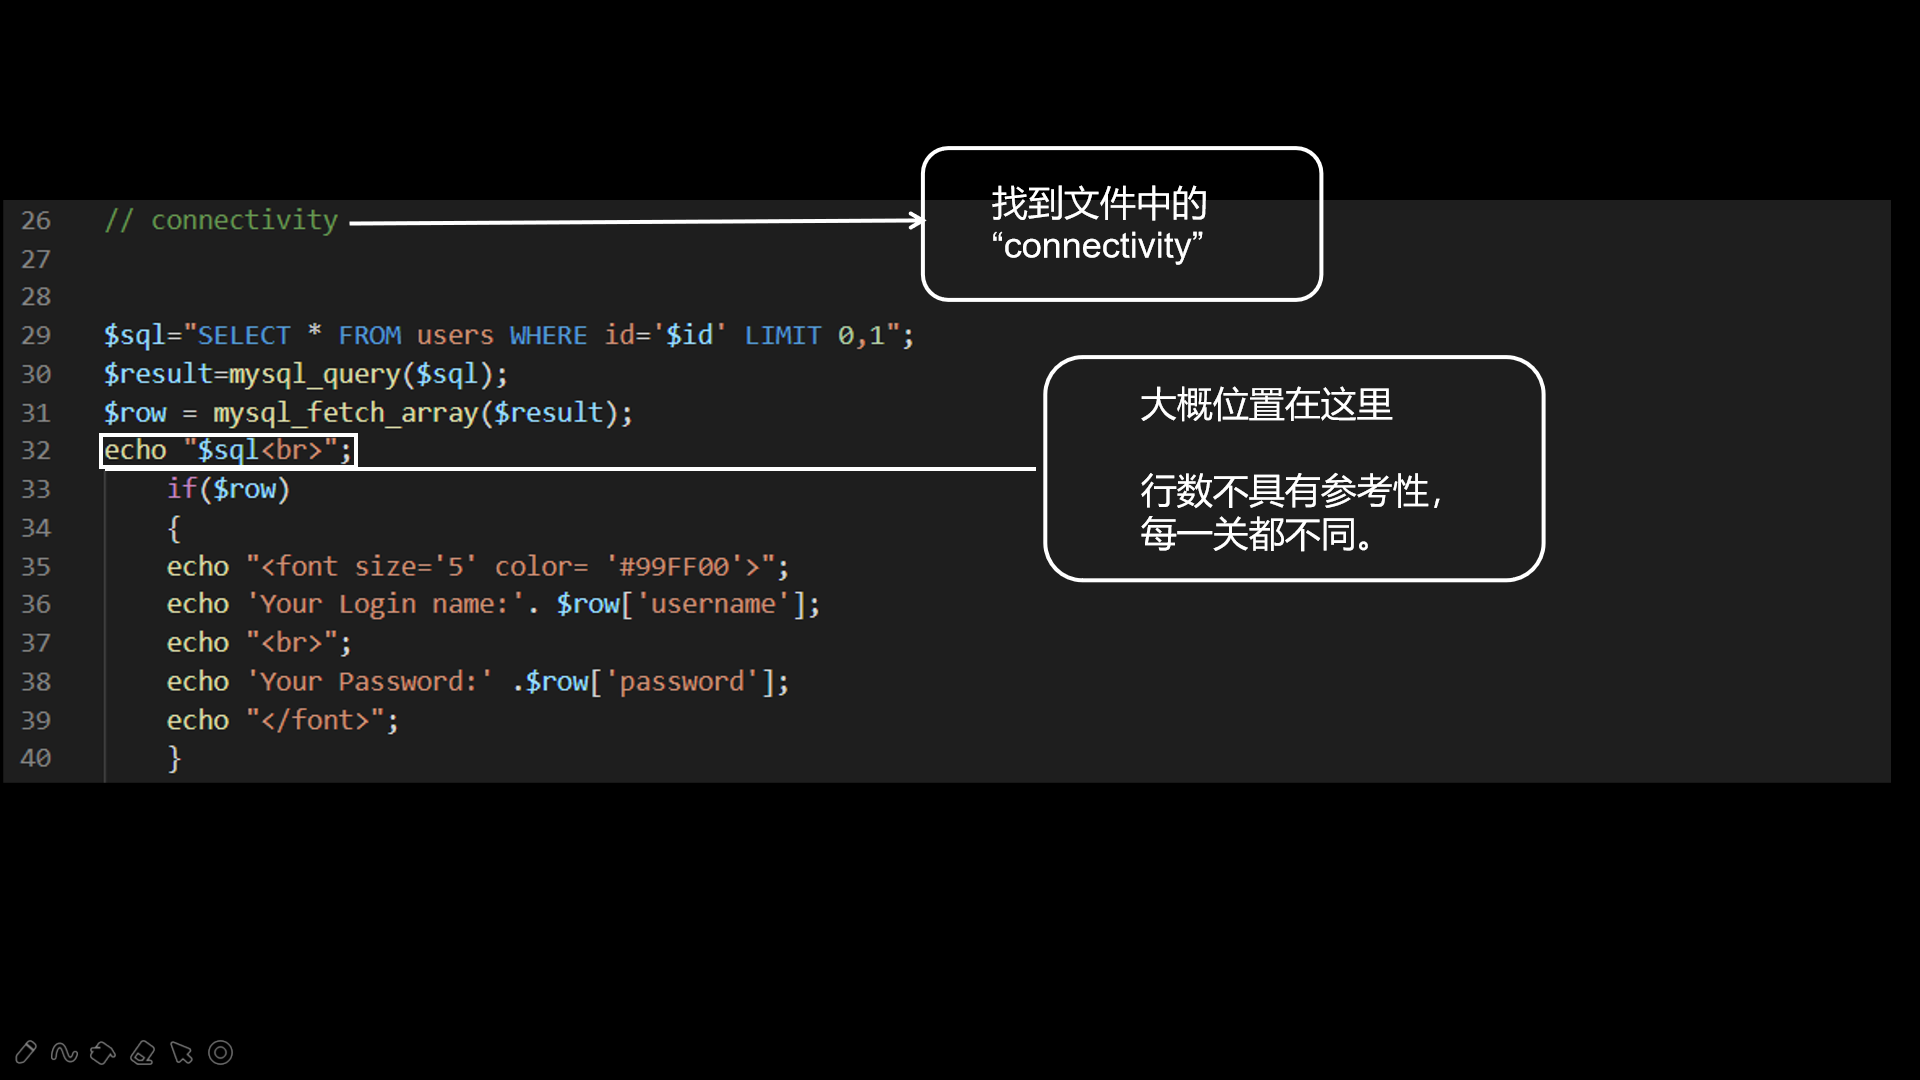 26 // connectivity
找到文件中的
“connectivity”
27
28
29 $sql="SELECT * FROM users WHERE id='$id' LIMIT 0,1";
30 $result=mysql_query($sql);
31 $row = mysql_fetch_array($result);
32 echo "$sql<br>";
大概位置在这里
行数不具有参考性，
每一关都不同。
33 if($row)
34 {
35 echo "<font size='5' color= '#99FF00'>";
36 echo 'Your Login name:'. $row['username'];
37 echo "<br>";
38 echo 'Your Password:' .$row['password'];
39 echo "</font>";
40 }